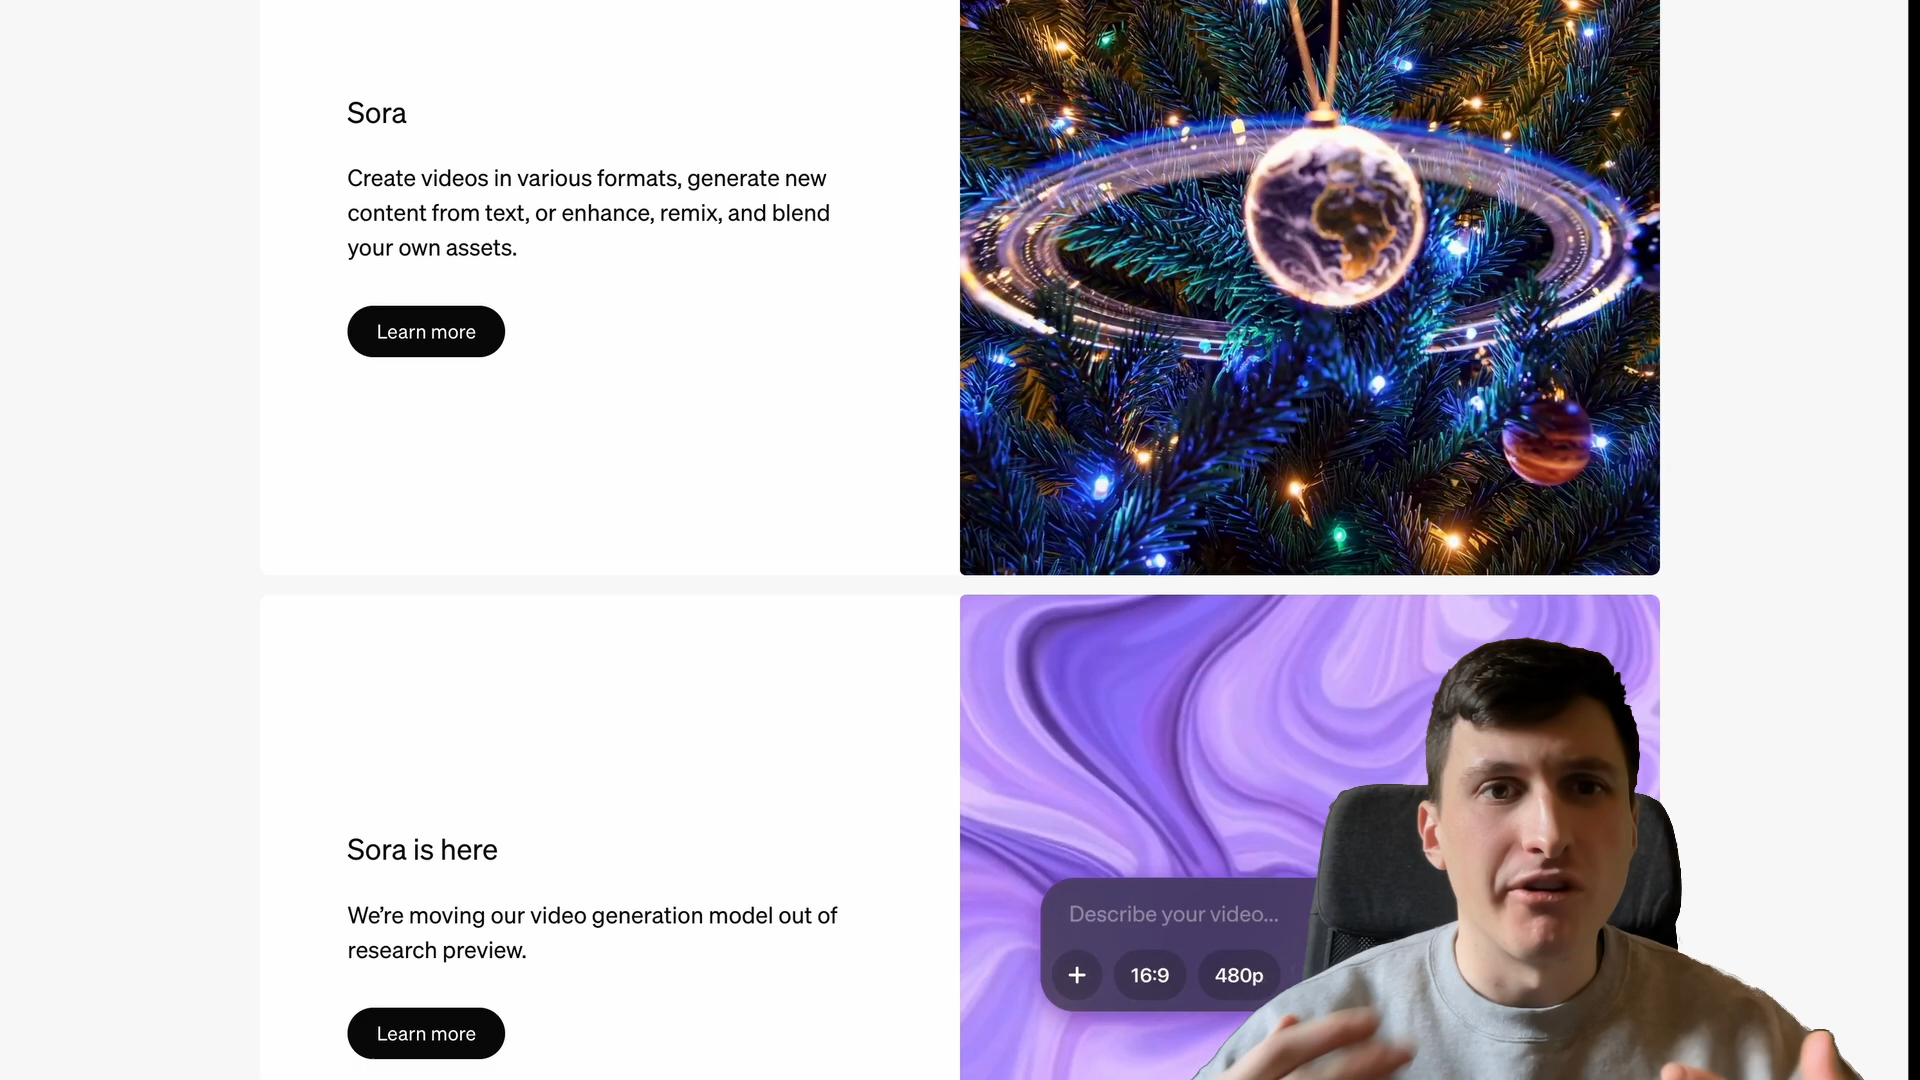 Sora
Create videos in various formats, generate new
content from text, or enhance, remix, and blend
your own assets.
Learn more
Sora is here
We’re moving our video generation model out of
research preview.
Learn more
Describe your video...
+ 16:9 480p